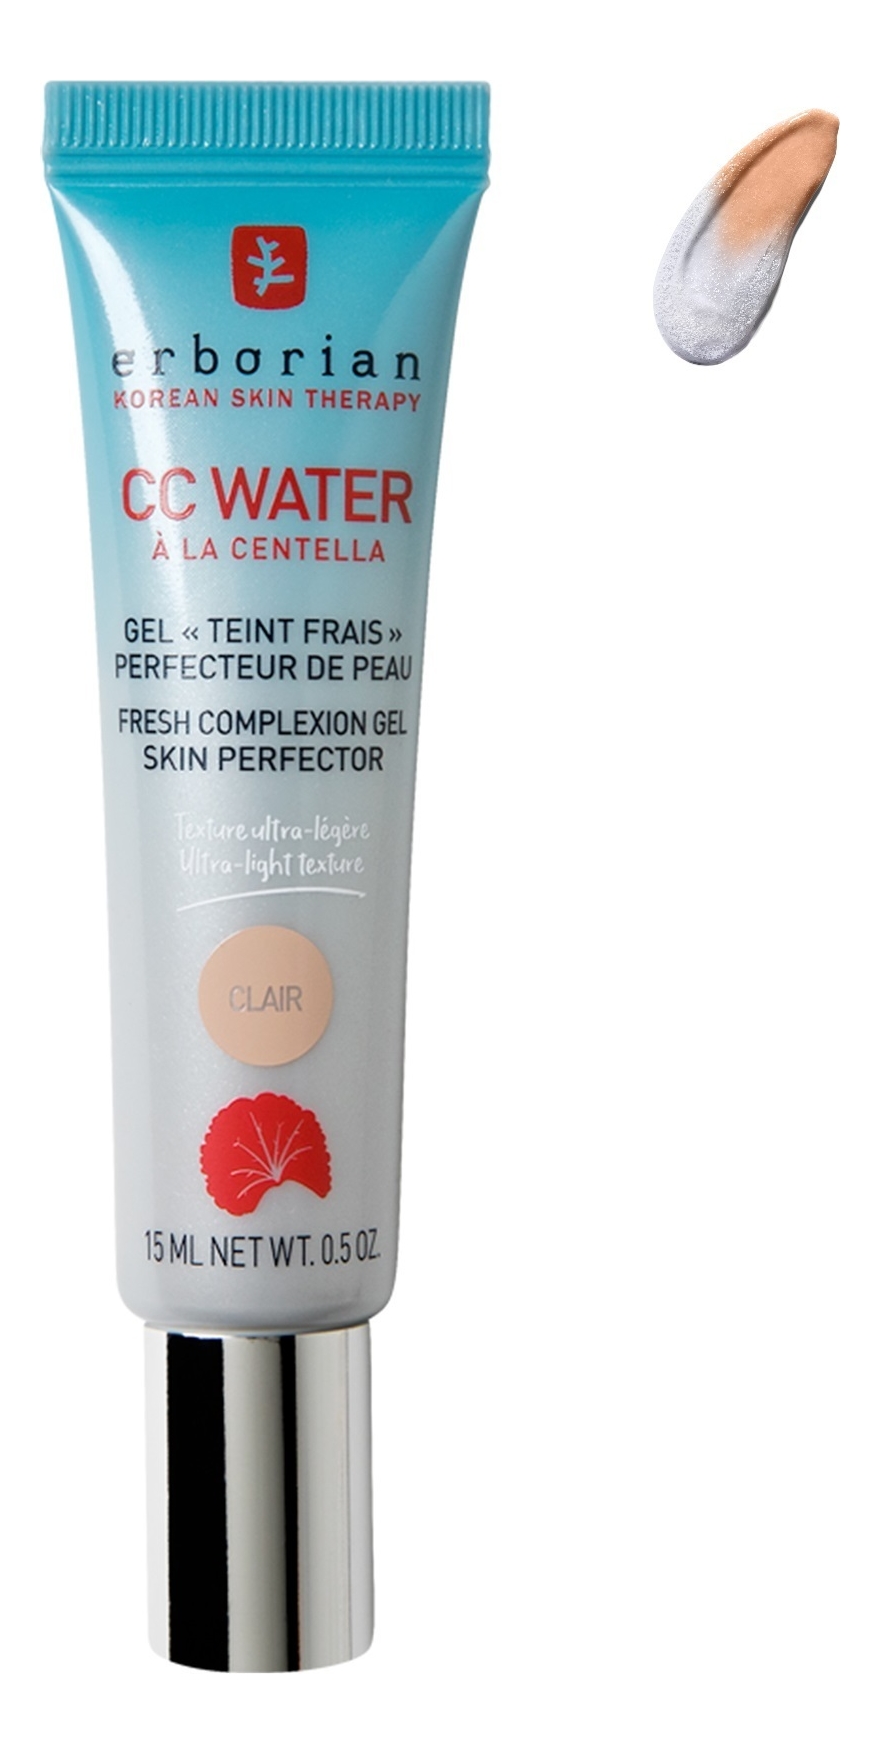 erborian
KOREAN SKIN THERAPY
CC WATER
À LA CENTELLA
GEL « TEINT FRAIS »
PERFECTEUR DE PEAU
FRESH COMPLEXION GEL
SKIN PERFECTOR
Texture ultra-légère
Ultra-light texture
CLAIR
15 ML NET WT. 0.5 OZ.